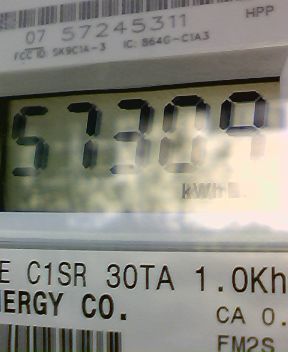 HPP
07 57245311
FCC ID: SK9C1A-3 IC: 864G-C1A3
57309
kWh
E C1SR 30TA 1.0Kh
NERGY CO.
CA 0.
FM2S